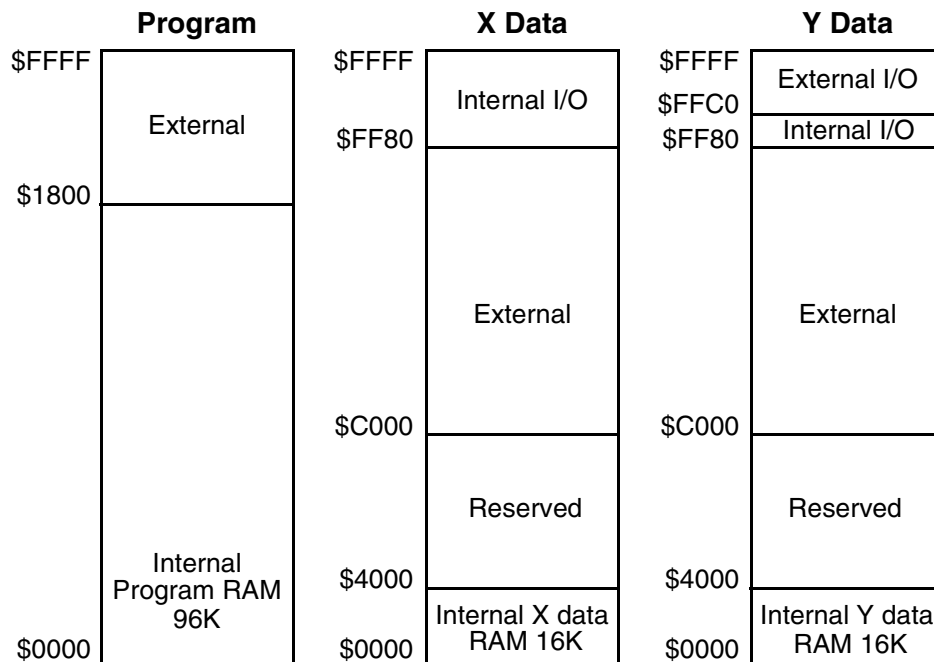 Program
$FFFF
External
$1800
Internal
Program RAM
96K
$0000
X Data
$FFFF
Internal I/O
$FF80
External
$C000
Reserved
$4000
Internal X data
RAM 16K
$0000
Y Data
$FFFF
External I/O
$FFC0
Internal I/O
$FF80
External
$C000
Reserved
$4000
Internal Y data
RAM 16K
$0000